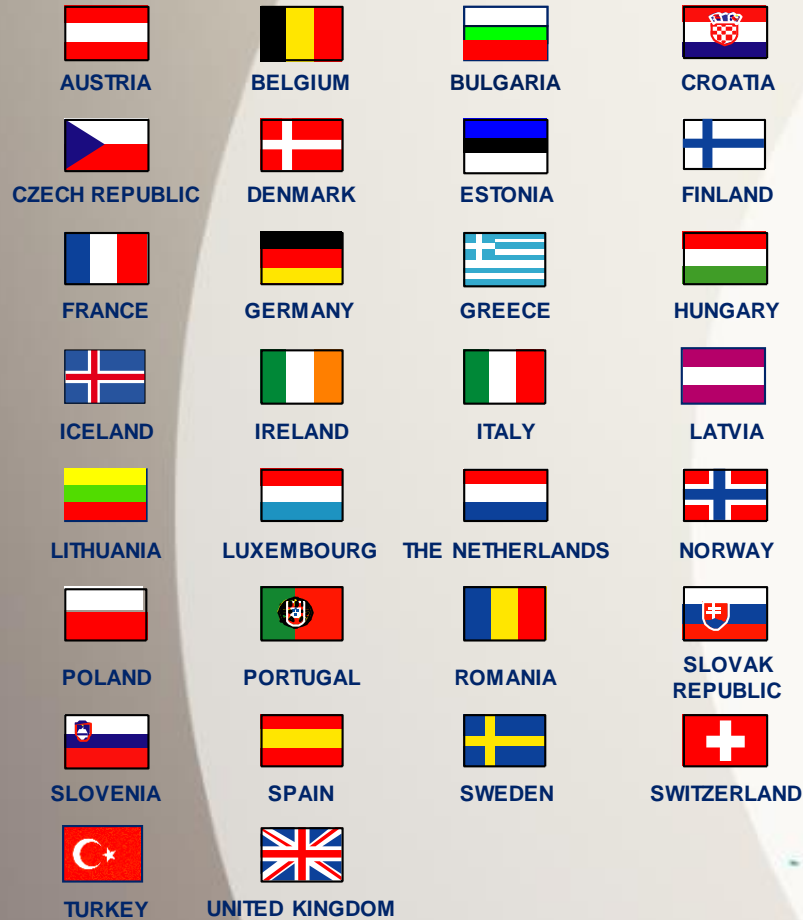 AUSTRIA
BELGIUM
BULGARIA
CROATIA
CZECH REPUBLIC
DENMARK
ESTONIA
FINLAND
FRANCE
GERMANY
GREECE
HUNGARY
ICELAND
IRELAND
ITALY
LATVIA
LITHUANIA
LUXEMBOURG
THE NETHERLANDS
NORWAY
POLAND
PORTUGAL
ROMANIA
SLOVAK
REPUBLIC
SLOVENIA
SPAIN
SWEDEN
SWITZERLAND
TURKEY
UNITED KINGDOM